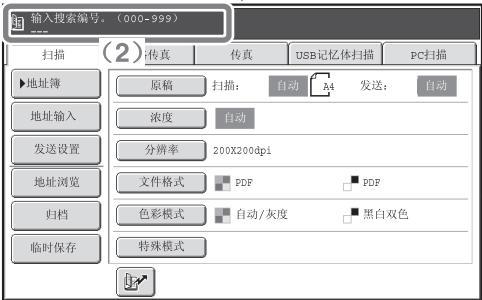 输入搜索编号。 (000-999)
---
扫描 (2) 传真 传真 USB记忆体扫描 PC扫描
地址簿 原稿 扫描: 自动 A4 发送: 自动
地址输入 浓度 自动
发送设置 分辨率 200X200dpi
地址浏览 文件格式 PDF PDF
归档 色彩模式 自动/灰度 黑白双色
临时保存 特殊模式